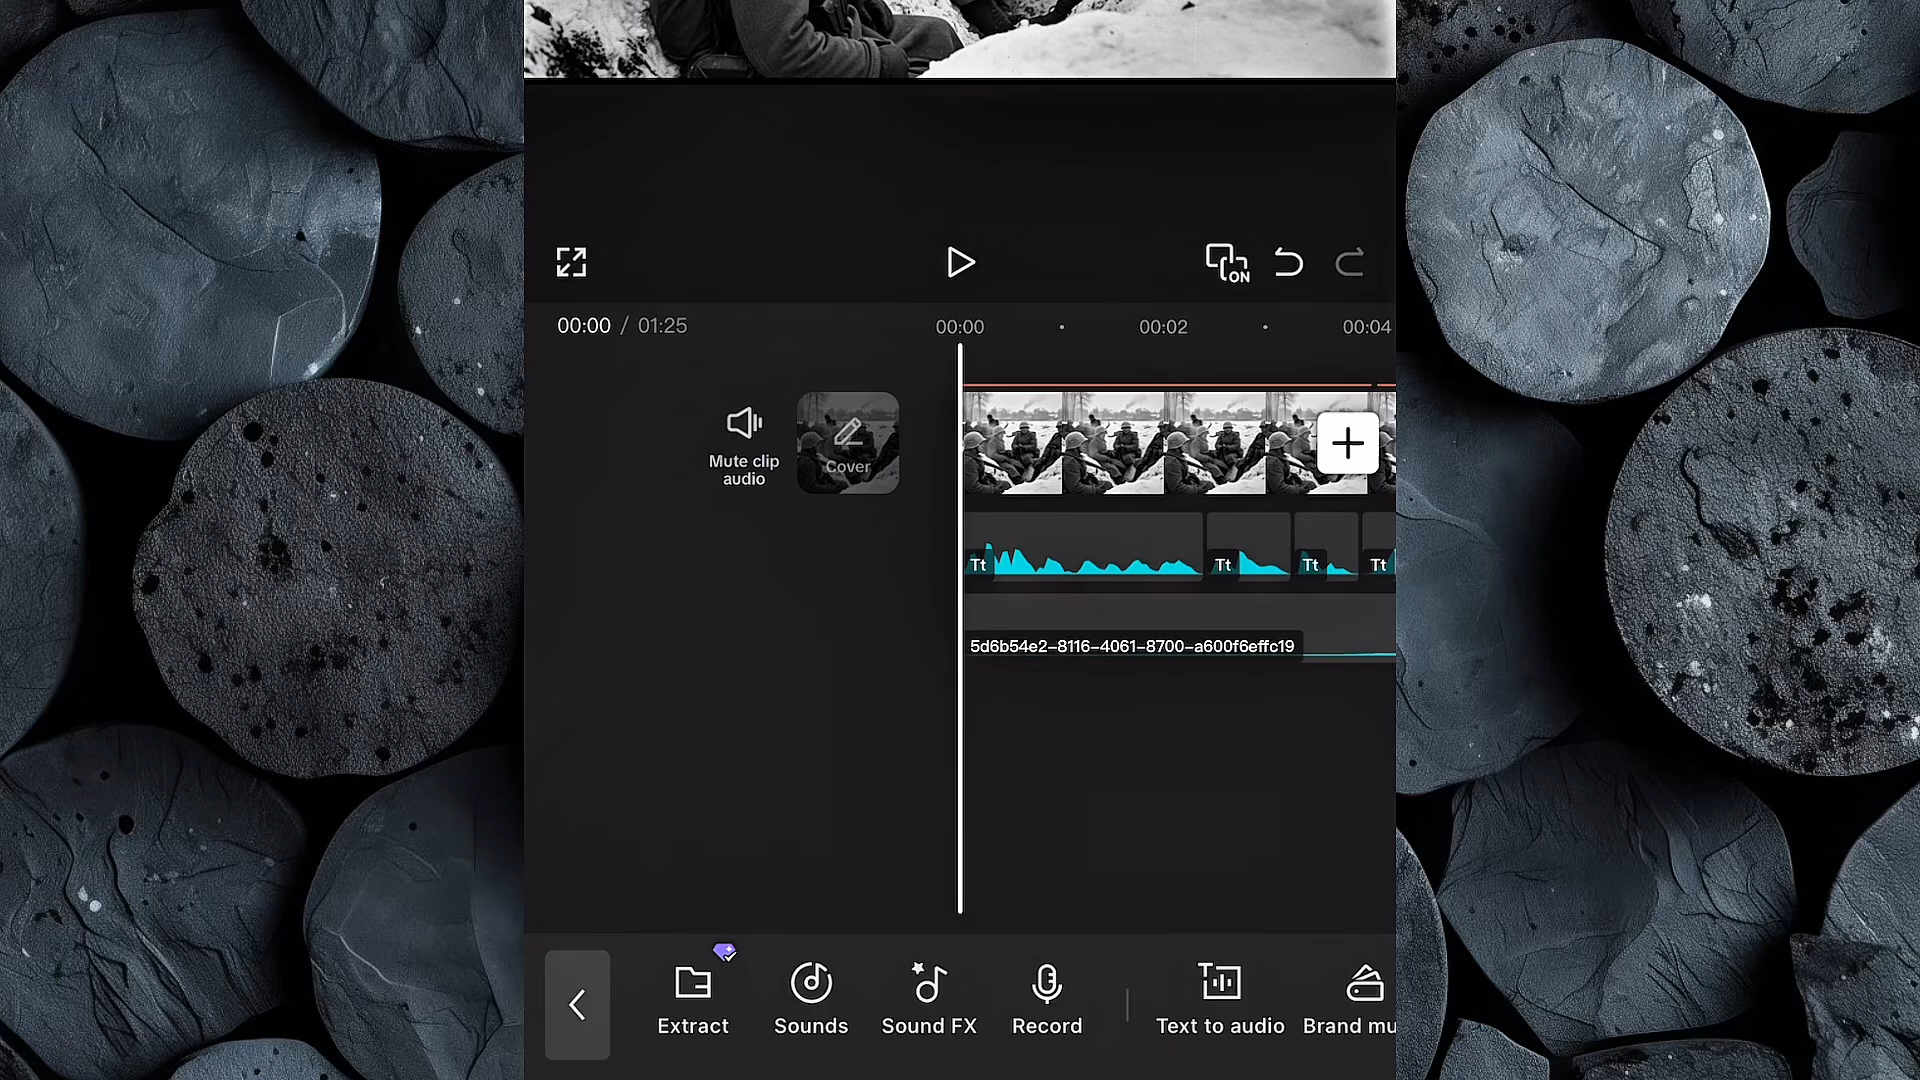 ON
00:00 / 01:25
00:00
00:02
00:04
Mute clip
audio
Cover
Tt
Tt
Tt
Tt
5d6b54e2-8116-4061-8700-a600f6effc19
Extract
Sounds
Sound FX
Record
Text to audio
Brand mu